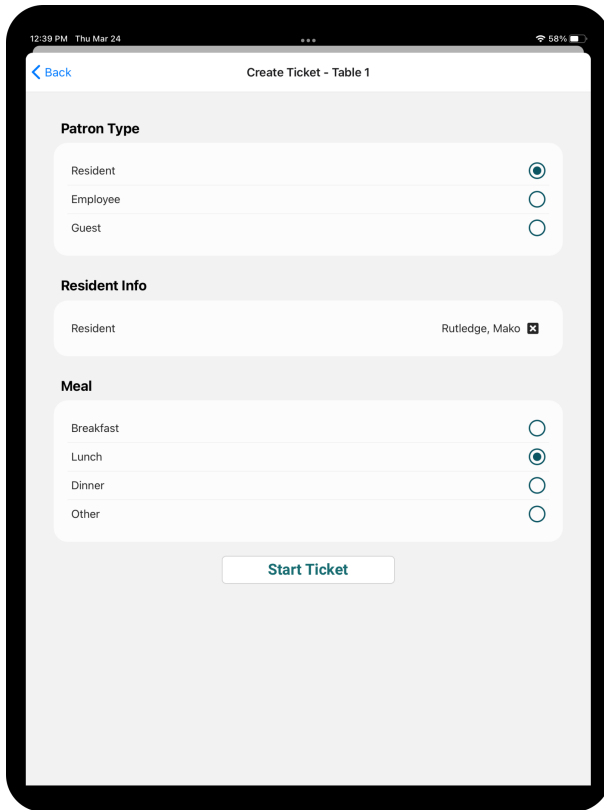 12:39 PM Thu Mar 24 58%
Back Create Ticket - Table 1
Patron Type
Resident
Employee
Guest
Resident Info
Resident Rutledge, Mako
Meal
Breakfast
Lunch
Dinner
Other
Start Ticket